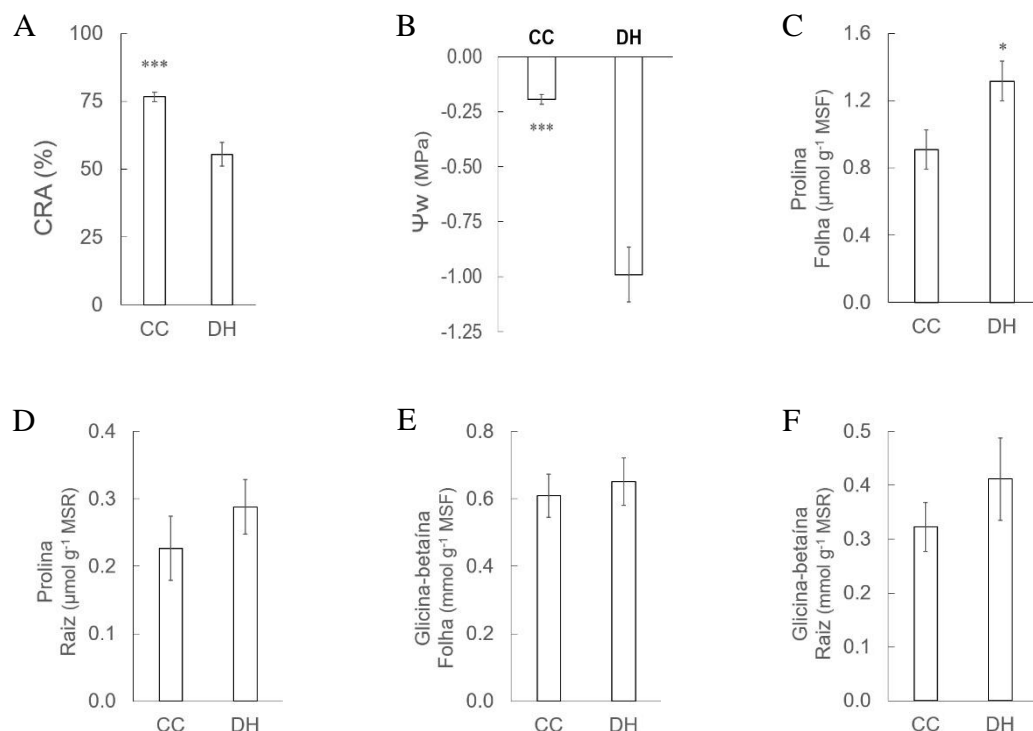 A
CRA (%)
100
75
50
25
0
***
CC DH
B
Ψw (MPa)
CC DH
0.00
-0.25
-0.50
-0.75
-1.00
-1.25
***
C
Prolina
Folha (µmol g⁻¹ MSF)
1.6
1.2
0.8
0.4
0.0
*
CC DH
D
Prolina
Raiz (µmol g⁻¹ MSR)
0.4
0.3
0.2
0.1
0.0
CC DH
E
Glicina-betaína
Folha (mmol g⁻¹ MSF)
0.8
0.6
0.4
0.2
0.0
CC DH
F
Glicina-betaína
Raiz (mmol g⁻¹ MSR)
0.5
0.4
0.3
0.2
0.1
0.0
CC DH